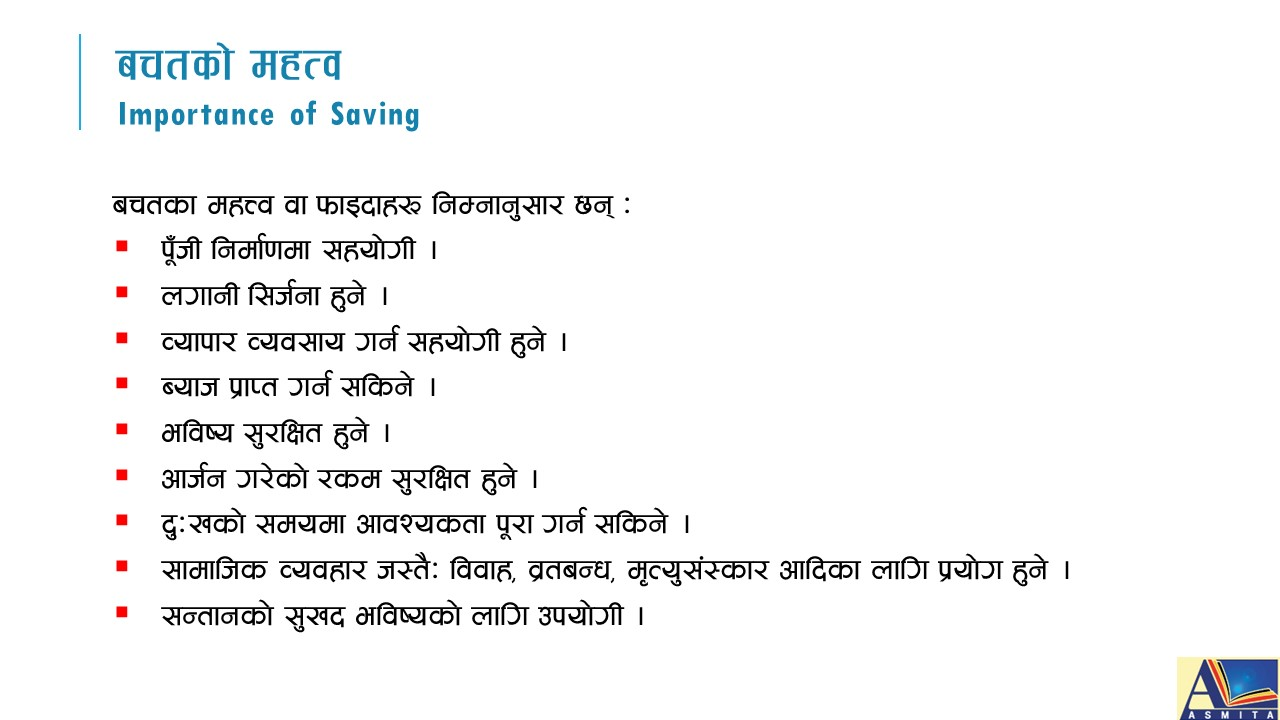 बचतको महत्व
Importance of Saving
बचतका महत्त्व वा फाइदाहरु निम्नानुसार छन् :
पूँजी निर्माणमा सहयोगी ।
लगानी सिर्जना हुने ।
व्यापार व्यवसाय गर्न सहयोगी हुने ।
ब्याज प्राप्त गर्न सकिने ।
भविष्य सुरक्षित हुने ।
आर्जन गरेको रकम सुरक्षित हुने ।
दुःखको समयमा आवश्यकता पूरा गर्न सकिने ।
सामाजिक व्यवहार जस्तैः विवाह, व्रतबन्ध, मृत्युसंस्कार आदिका लागि प्रयोग हुने ।
सन्तानको सुखद भविष्यको लागि उपयोगी ।
ASMITA